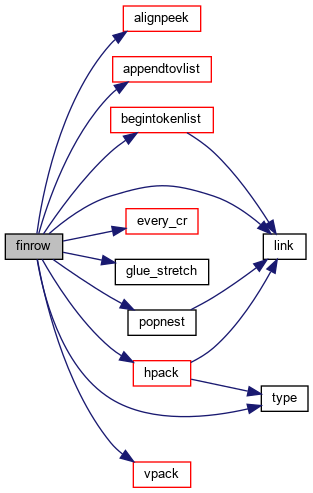 alignpeek
appendtovlist
begintokenlist
finrow
every_cr
link
glue_stretch
popnest
hpack
type
vpack